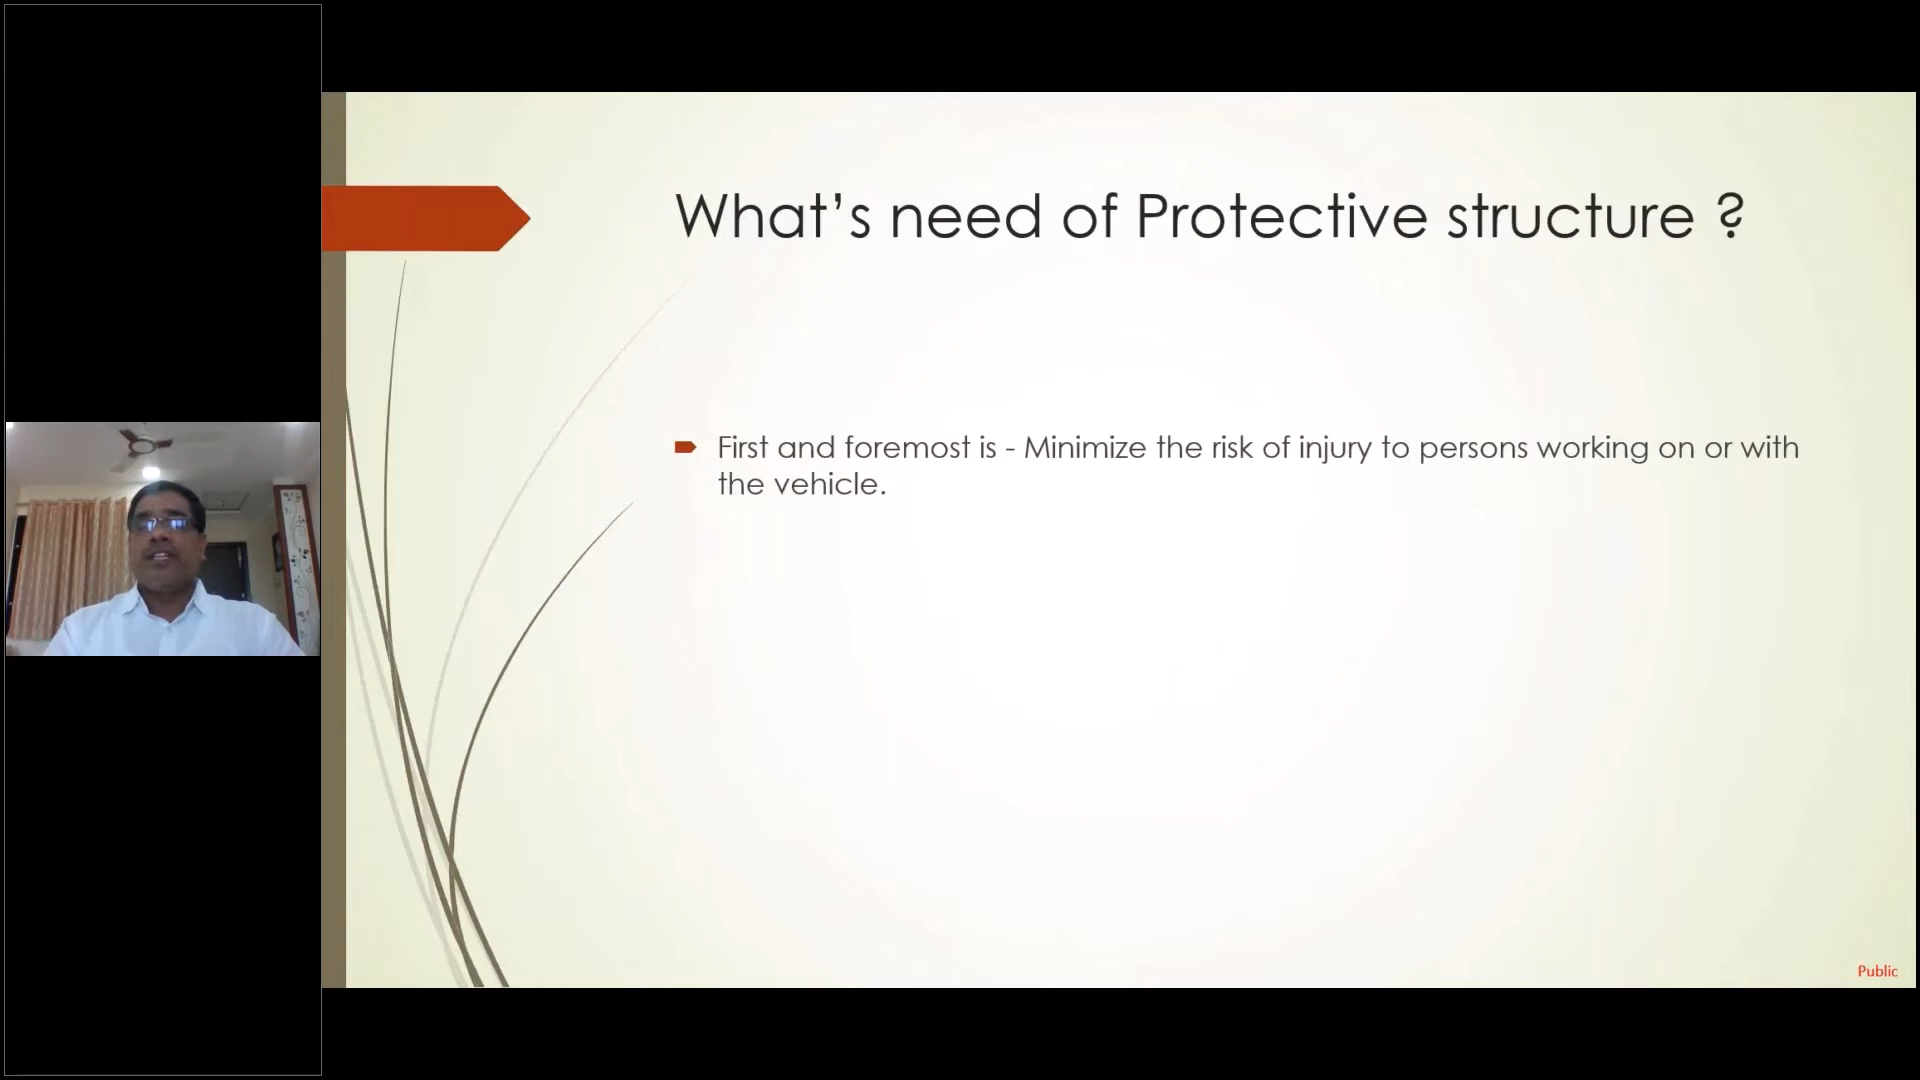 What’s need of Protective structure ?
First and foremost is - Minimize the risk of injury to persons working on or with
the vehicle.
Public